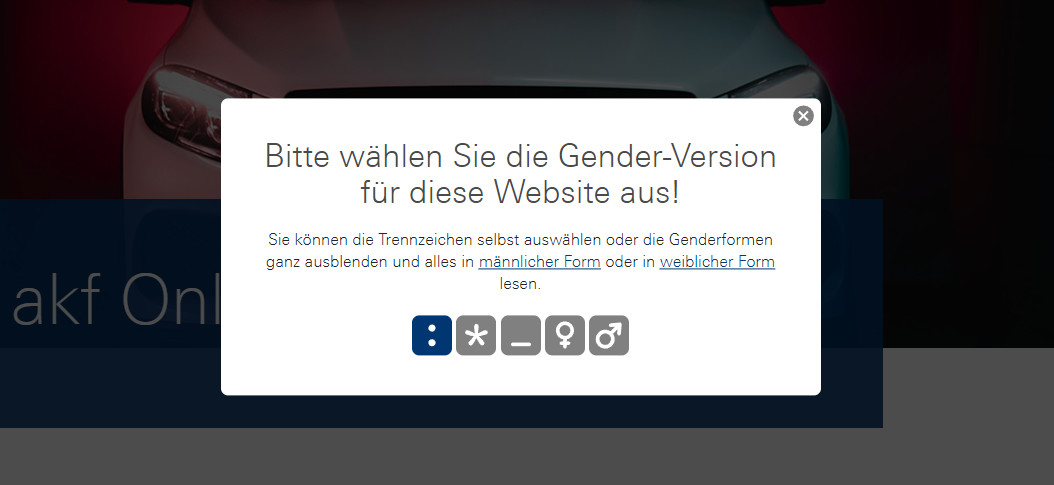 Bitte wählen Sie die Gender-Version
für diese Website aus!
Sie können die Trennzeichen selbst auswählen oder die Genderformen
ganz ausblenden und alles in männlicher Form oder in weiblicher Form
lesen.
: * _ ♀ ♂
akf Onl